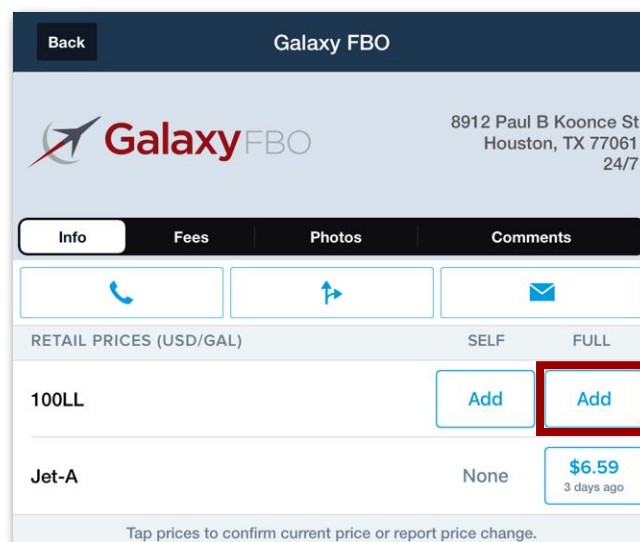 Back
Galaxy FBO
GalaxyFBO
8912 Paul B Koonce St
Houston, TX 77061
24/7
Info Fees Photos Comments
RETAIL PRICES (USD/GAL) SELF FULL
100LL Add Add
Jet-A None $6.59
3 days ago
Tap prices to confirm current price or report price change.